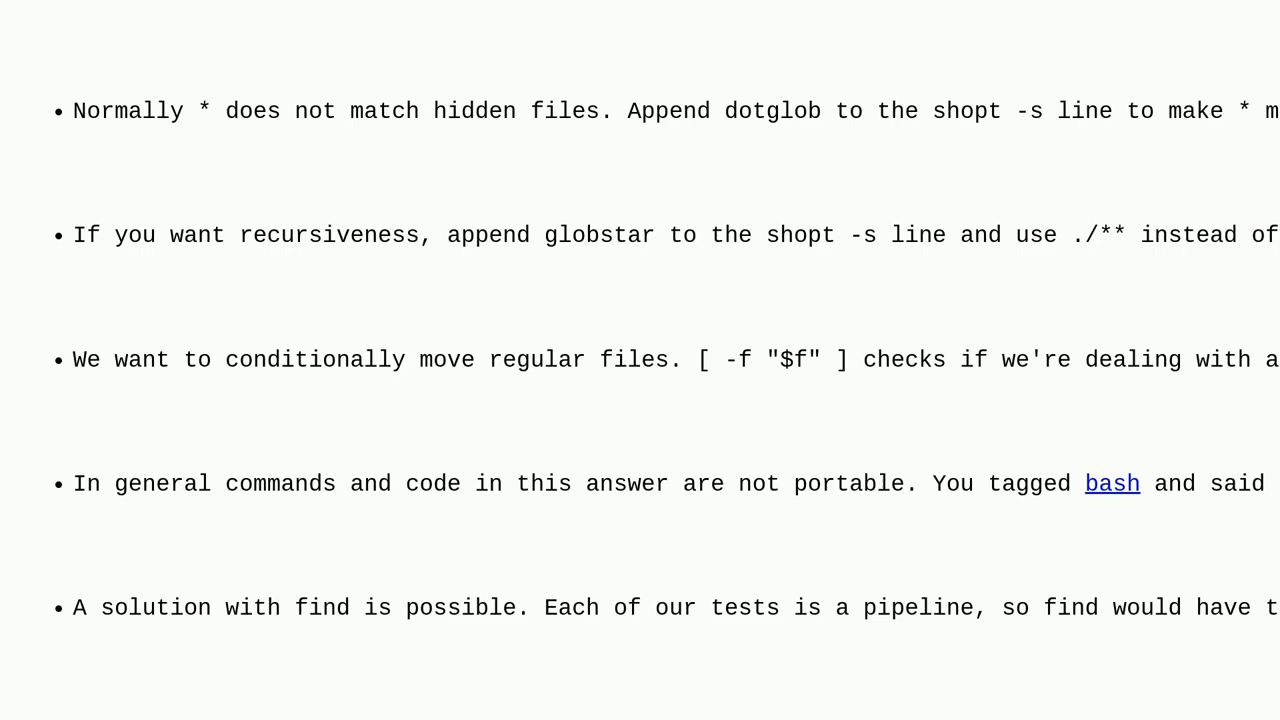 • Normally * does not match hidden files. Append dotglob to the shopt -s line to make * m
• If you want recursiveness, append globstar to the shopt -s line and use ./** instead of
• We want to conditionally move regular files. [ -f "$f" ] checks if we're dealing with a
• In general commands and code in this answer are not portable. You tagged bash and said
• A solution with find is possible. Each of our tests is a pipeline, so find would have t